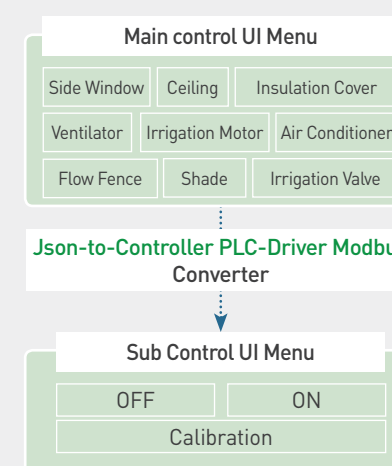 Main control UI Menu
Side Window Ceiling Insulation Cover
Ventilator Irrigation Motor Air Conditioner
Flow Fence Shade Irrigation Valve
Json-to-Controller PLC-Driver Modbu
Converter
Sub Control UI Menu
OFF ON
Calibration